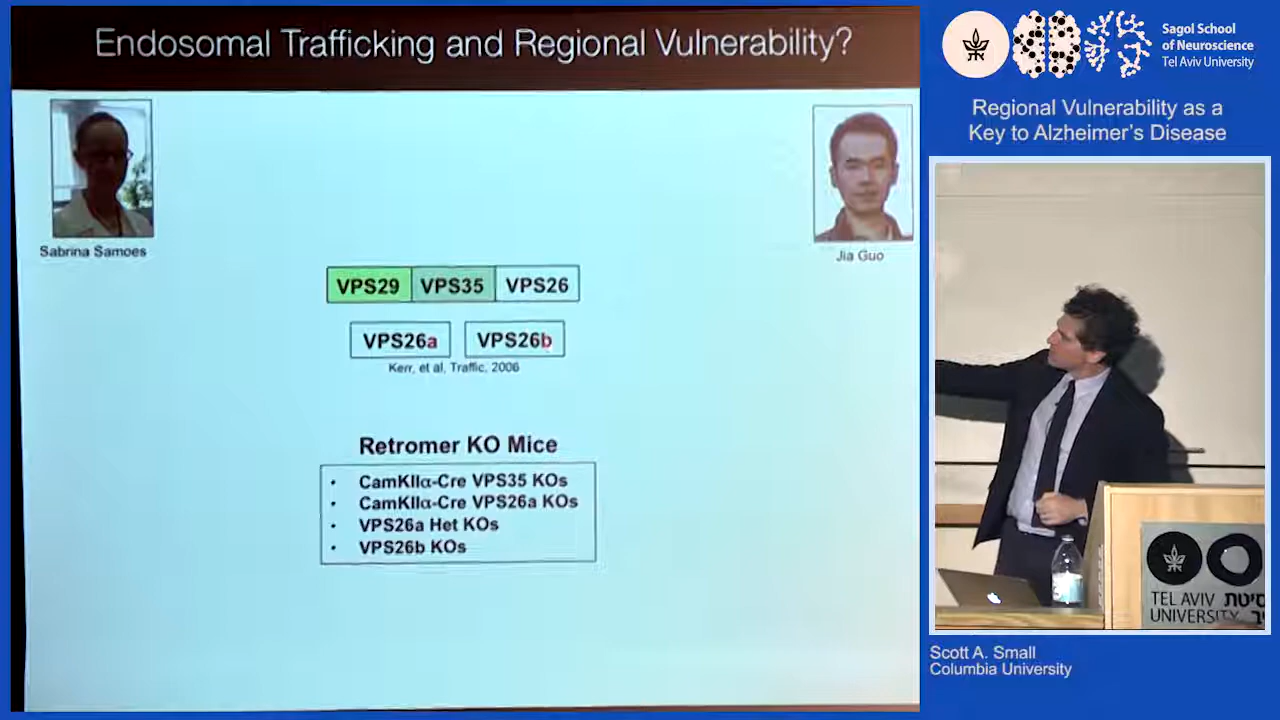 Endosomal Trafficking and Regional Vulnerability?
Sabrina Samoes
Jia Guo
VPS29 VPS35 VPS26
VPS26a VPS26b
Kerr, et al, Traffic, 2006
Retromer KO Mice
• CamKIIα-Cre VPS35 KOs
• CamKIIα-Cre VPS26a KOs
• VPS26a Het KOs
• VPS26b KOs
Sagol School
of Neuroscience
Tel Aviv University
Regional Vulnerability as a
Key to Alzheimer's Disease
TEL AVIV
UNIVERSITY
Scott A. Small
Columbia University